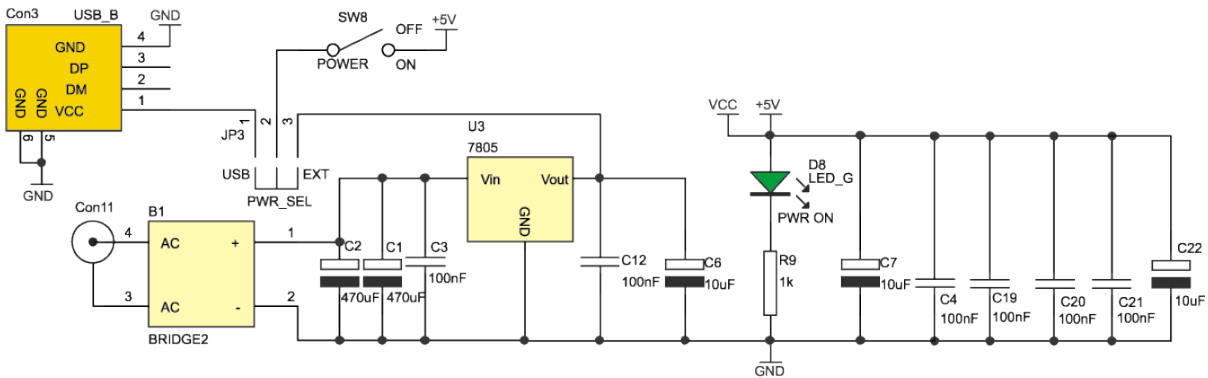 Con3
USB_B
GND
GND
4
DP
3
DM
2
VCC
1
GND
GND
6
5
GND
SW8
OFF
+5V
POWER
ON
1
2
3
JP3
USB
EXT
PWR_SEL
U3
7805
Vin
Vout
GND
Con11
B1
4
AC
+
1
3
AC
-
2
BRIDGE2
C2
470uF
C1
470uF
C3
100nF
C12
100nF
C6
10uF
VCC
+5V
D8
LED_G
PWR ON
R9
1k
GND
C7
10uF
C4
100nF
C19
100nF
C20
100nF
C21
100nF
C22
10uF